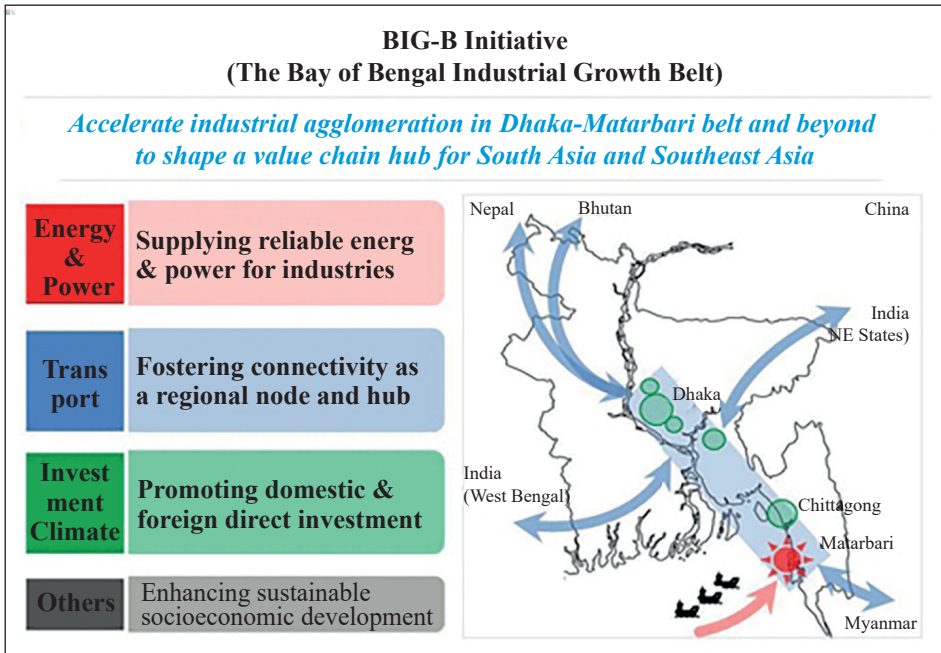 BIG-B Initiative
(The Bay of Bengal Industrial Growth Belt)
Accelerate industrial agglomeration in Dhaka-Matarbari belt and beyond
to shape a value chain hub for South Asia and Southeast Asia
Energy
&
Power
Supplying reliable energ
& power for industries
Trans
port
Fostering connectivity as
a regional node and hub
Invest
ment
Climate
Promoting domestic &
foreign direct investment
Others
Enhancing sustainable
socioeconomic development
Nepal
Bhutan
China
India
NE States)
Dhaka
India
(West Bengal)
Chittagong
Matarbari
Myanmar